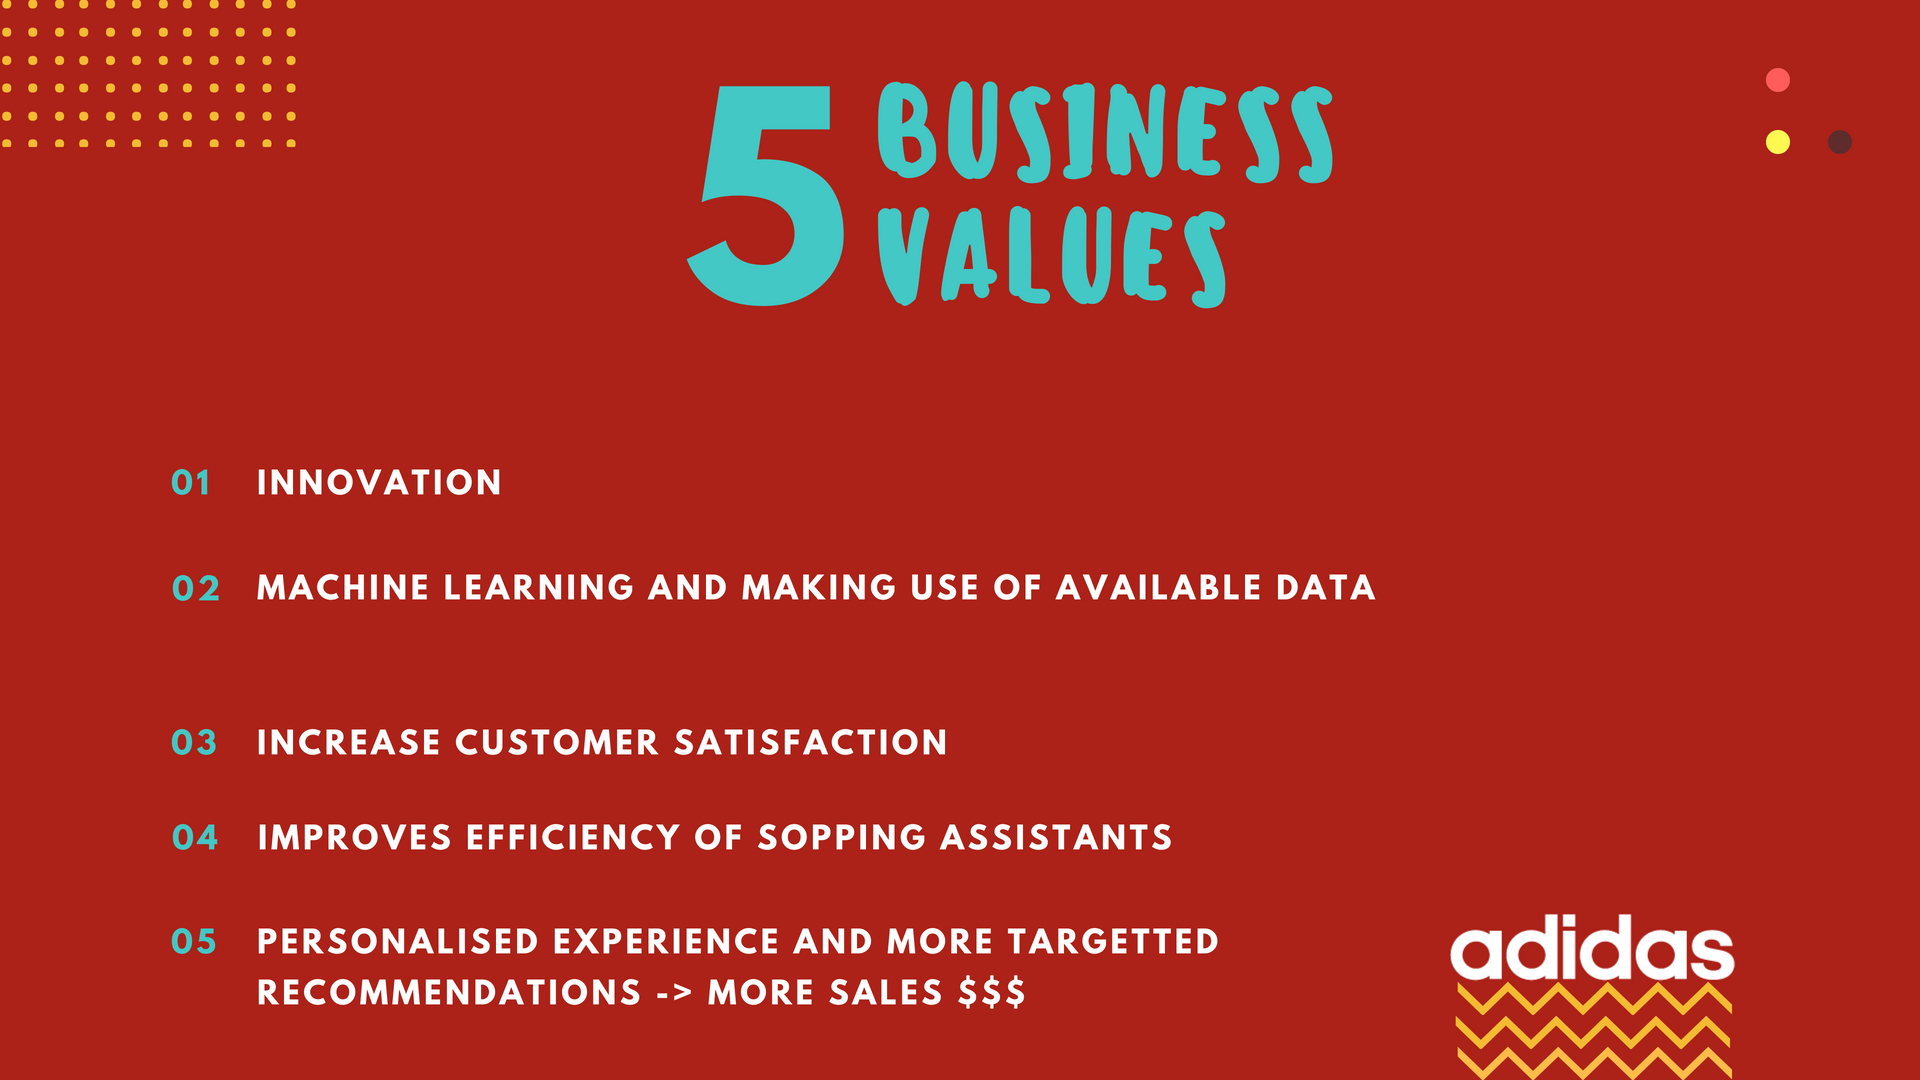 5 BUSINESS
VALUES
01 INNOVATION
02 MACHINE LEARNING AND MAKING USE OF AVAILABLE DATA
03 INCREASE CUSTOMER SATISFACTION
04 IMPROVES EFFICIENCY OF SOPPING ASSISTANTS
05 PERSONALISED EXPERIENCE AND MORE TARGETTED
RECOMMENDATIONS -> MORE SALES $$$
adidas